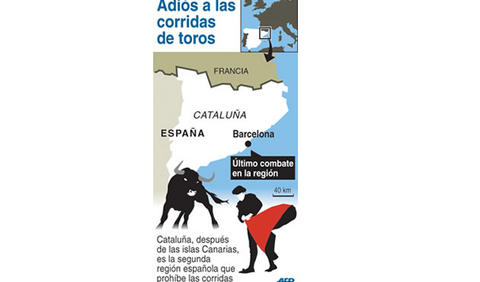 Adiós a las
corridas
de toros
FRANCIA
CATALUÑA
ESPAÑA
Barcelona
Último combate
en la región
40 km
Cataluña, después
de las islas Canarias,
es la segunda
región española que
prohíbe las corridas
AFP